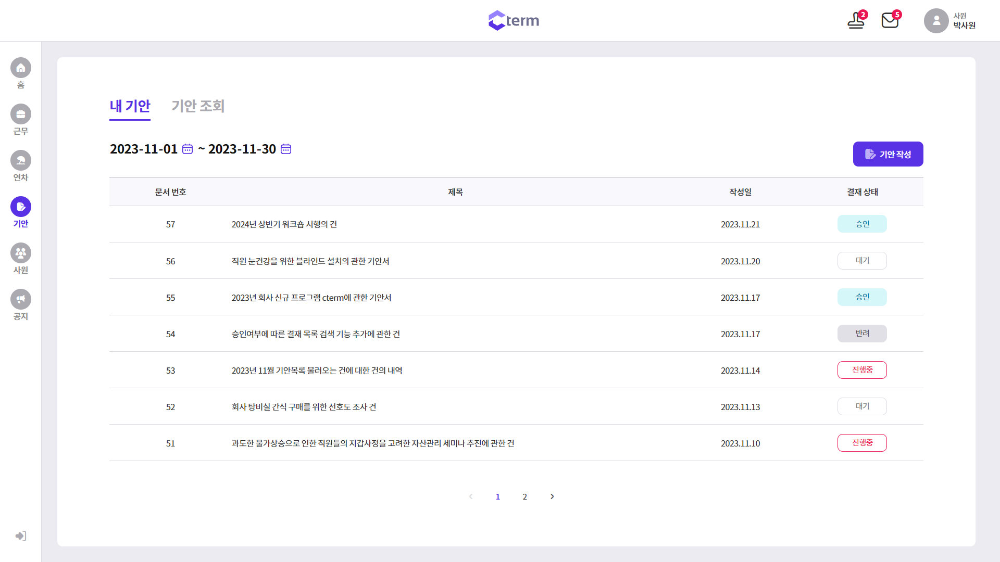 term
2
5
사원
박사원
홈
근무
연차
기안
사원
공지
내 기안 기안 조회
2023-11-01 ~ 2023-11-30
기안 작성
문서 번호 제목 작성일 결재 상태
57 2024년 상반기 워크숍 시행의 건 2023.11.21 승인
56 직원 눈건강을 위한 블라인드 설치의 관한 기안서 2023.11.20 대기
55 2023년 회사 신규 프로그램 cterm에 관한 기안서 2023.11.17 승인
54 승인여부에 따른 결재 목록 검색 기능 추가에 관한 건 2023.11.17 반려
53 2023년 11월 기안목록 불러오는 건에 대한 건의 내역 2023.11.14 진행중
52 회사 탕비실 간식 구매를 위한 선호도 조사 건 2023.11.13 대기
51 과도한 물가상승으로 인한 직원들의 지갑사정을 고려한 자산관리 세미나 추진에 관한 건 2023.11.10 진행중
1 2